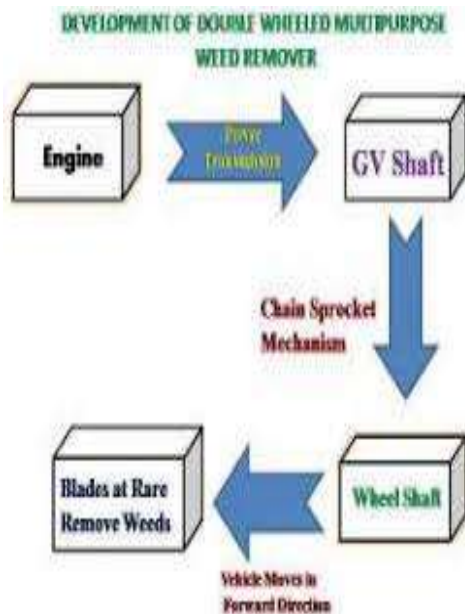 DEVELOPMENT OF DOUBLE WHEELED MULTIPURPOSE
WEED REMOVER
Engine
Power
Transmission
GV Shaft
Chain Sprocket
Mechanism
Blades at Rare
Remove Weeds
Wheel Shaft
Vehicle Moves in
Forward Direction